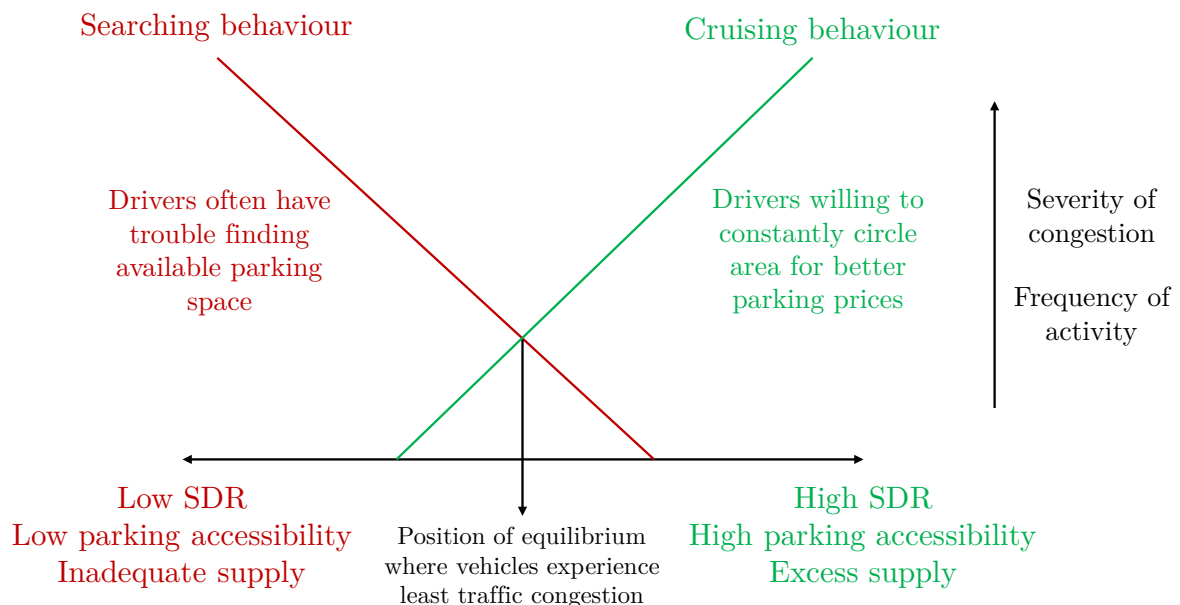 Searching behaviour
Cruising behaviour
Drivers often have
trouble finding
available parking
space
Drivers willing to
constantly circle
area for better
parking prices
Severity of
congestion
Frequency of
activity
Low SDR
Low parking accessibility
Inadequate supply
Position of equilibrium
where vehicles experience
least traffic congestion
High SDR
High parking accessibility
Excess supply